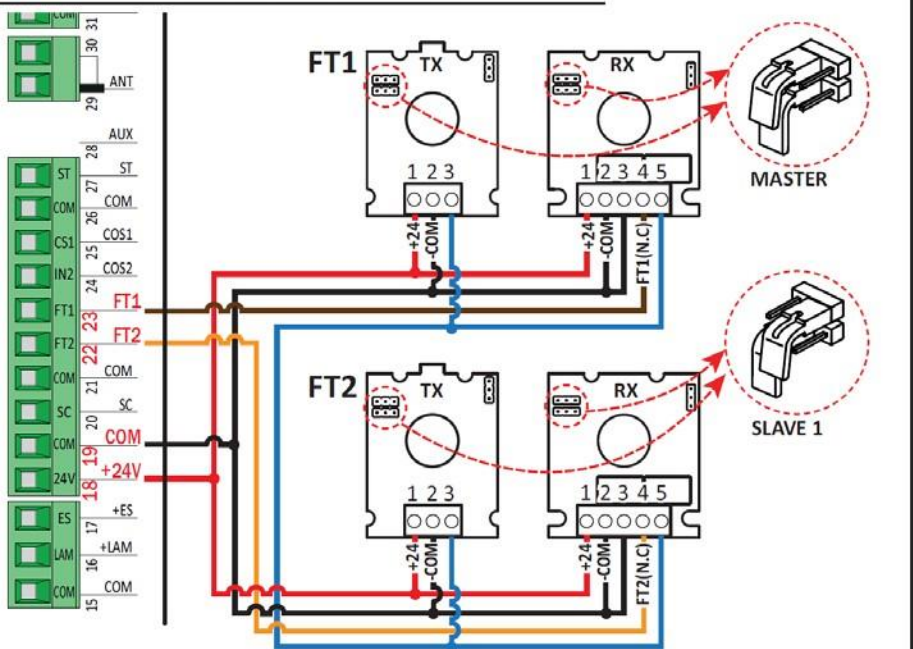 COM 31
30
29 ANT
28 AUX
ST 27 ST
COM 26 COM
CS1 25 COS1
IN2 24 COS2
FT1 23 FT1
FT2 22 FT2
COM 21 COM
SC 20 SC
COM 19 COM
24V 18 +24V
ES 17 +ES
LAM 16 +LAM
COM 15 COM
FT1
TX
1 2 3
+24
-COM
RX
1 2 3 4 5
+24
-COM
FT1(N.C)
MASTER
FT2
TX
1 2 3
+24
-COM
RX
1 2 3 4 5
+24
-COM
FT2(N.C)
SLAVE 1